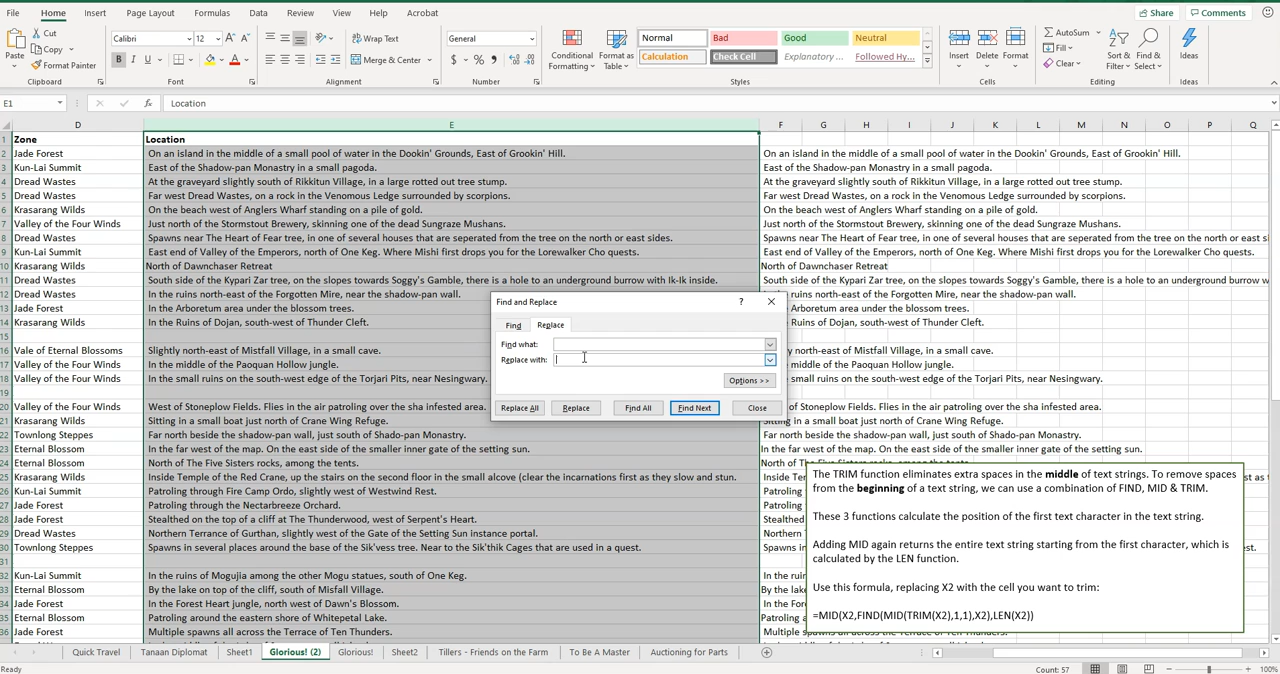 File Home Insert Page Layout Formulas Data Review View Help Acrobat Share Comments
Cut
Copy
Format Painter
Paste
Clipboard
Calibri 12
B I U
Font
Wrap Text
Merge & Center
Alignment
General
$ % ,
Number
Conditional Formatting
Format as Table
Normal Bad Good Neutral
Calculation Check Cell Explanatory ... Followed Hy...
Styles
Insert Delete Format
Cells
AutoSum
Fill
Clear
Sort & Filter
Find & Select
Editing
Ideas
Ideas
E1 fx Location
D E F G H I J K L M N O P Q
1 Zone Location
2 Jade Forest On an island in the middle of a small pool of water in the Dookin' Grounds, East of Grookin' Hill. On an island in the middle of a small pool of water in the Dookin' Grounds, East of Grookin' Hill.
3 Kun-Lai Summit East of the Shadow-pan Monastry in a small pagoda. East of the Shadow-pan Monastry in a small pagoda.
4 Dread Wastes At the graveyard slightly south of Rikkitun Village, in a large rotted out tree stump. At the graveyard slightly south of Rikkitun Village, in a large rotted out tree stump.
5 Dread Wastes Far west Dread Wastes, on a rock in the Venomous Ledge surrounded by scorpions. Far west Dread Wastes, on a rock in the Venomous Ledge surrounded by scorpions.
6 Krasarang Wilds On the beach west of Anglers Wharf standing on a pile of gold. On the beach west of Anglers Wharf standing on a pile of gold.
7 Valley of the Four Winds Just north of the Stormstout Brewery, skinning one of the dead Sungraze Mushans. Just north of the Stormstout Brewery, skinning one of the dead Sungraze Mushans.
8 Dread Wastes Spawns near The Heart of Fear tree, in one of several houses that are seperated from the tree on the north or east sides. Spawns near The Heart of Fear tree, in one of several houses that are seperated from the tree on the north or east si
9 Kun-Lai Summit East end of Valley of the Emperors, north of One Keg. Where Mishi first drops you for the Lorewalker Cho quests. East end of Valley of the Emperors, north of One Keg. Where Mishi first drops you for the Lorewalker Cho quests.
10 Krasarang Wilds North of Dawnchaser Retreat North of Dawnchaser Retreat
11 Dread Wastes South side of the Kypari Zar tree, on the slopes towards Soggy's Gamble, there is a hole to an underground burrow with Ik-Ik inside. South side of the Kypari Zar tree, on the slopes towards Soggy's Gamble, there is a hole to an underground burrow w
12 Dread Wastes In the ruins north-east of the Forgotten Mire, near the shadow-pan wall. ruins north-east of the Forgotten Mire, near the shadow-pan wall.
13 Jade Forest In the Arboretum area under the blossom trees. Arboretum area under the blossom trees.
14 Krasarang Wilds In the Ruins of Dojan, south-west of Thunder Cleft. Ruins of Dojan, south-west of Thunder Cleft.
15
16 Vale of Eternal Blossoms Slightly north-east of Mistfall Village, in a small cave. y north-east of Mistfall Village, in a small cave.
17 Valley of the Four Winds In the middle of the Paoquan Hollow jungle. middle of the Paoquan Hollow jungle.
18 Valley of the Four Winds In the small ruins on the south-west edge of the Torjari Pits, near Nesingwary. small ruins on the south-west edge of the Torjari Pits, near Nesingwary.
19
20 Valley of the Four Winds West of Stoneplow Fields. Flies in the air patroling over the sha infested area. of Stoneplow Fields. Flies in the air patroling over the sha infested area.
21 Krasarang Wilds Sitting in a small boat just north of Crane Wing Refuge. Sitting in a small boat just north of Crane Wing Refuge.
22 Townlong Steppes Far north beside the shadow-pan wall, just south of Shado-pan Monastry. Far north beside the shadow-pan wall, just south of Shado-pan Monastry.
23 Eternal Blossom In the far west of the map. On the east side of the smaller inner gate of the setting sun. In the far west of the map. On the east side of the smaller inner gate of the setting sun.
24 Eternal Blossom North of The Five Sisters rocks, among the tents. North of The Five Sisters rocks, among the tents.
25 Krasarang Wilds Inside Temple of the Red Crane, up the stairs on the second floor in the small alcove (clear the incarnations first as they slow and stun. Inside Tem st as t
26 Kun-Lai Summit Patroling through Fire Camp Ordo, slightly west of Westwind Rest. Patroling
27 Jade Forest Patroling through the Nectarbreeze Orchard. Patroling
28 Jade Forest Stealthed on the top of a cliff at The Thunderwood, west of Serpent's Heart. Stealthed
29 Dread Wastes Northern Terrance of Gurthan, slightly west of the Gate of the Setting Sun instance portal. Northern
30 Townlong Steppes Spawns in several places around the base of the Sik'vess tree. Near to the Sik'thik Cages that are used in a quest. Spawns in est.
31
32 Kun-Lai Summit In the ruins of Mogujia among the other Mogu statues, south of One Keg. In the ruin
33 Eternal Blossom By the lake on top of the cliff, south of Misfall Village. By the lake
34 Jade Forest In the Forest Heart jungle, north west of Dawn's Blossom. In the Fore
35 Eternal Blossom Patroling around the eastern shore of Whitepetal Lake. Patroling a
36 Jade Forest Multiple spawns all across the Terrace of Ten Thunders. Multiple spawns all across the Terrace of Ten Thunders.
Find and Replace ?
Find Replace
Find what:
Replace with:
Options >>
Replace All Replace Find All Find Next Close
The TRIM function eliminates extra spaces in the middle of text strings. To remove spaces
from the beginning of a text string, we can use a combination of FIND, MID & TRIM.
These 3 functions calculate the position of the first text character in the text string.
Adding MID again returns the entire text string starting from the first character, which is
calculated by the LEN function.
Use this formula, replacing X2 with the cell you want to trim:
=MID(X2,FIND(MID(TRIM(X2),1,1),X2),LEN(X2))
Quick Travel Tanaan Diplomat Sheet1 Glorious! (2) Glorious! Sheet2 Tillers - Friends on the Farm To Be A Master Auctioning for Parts
Ready Count: 57 100%